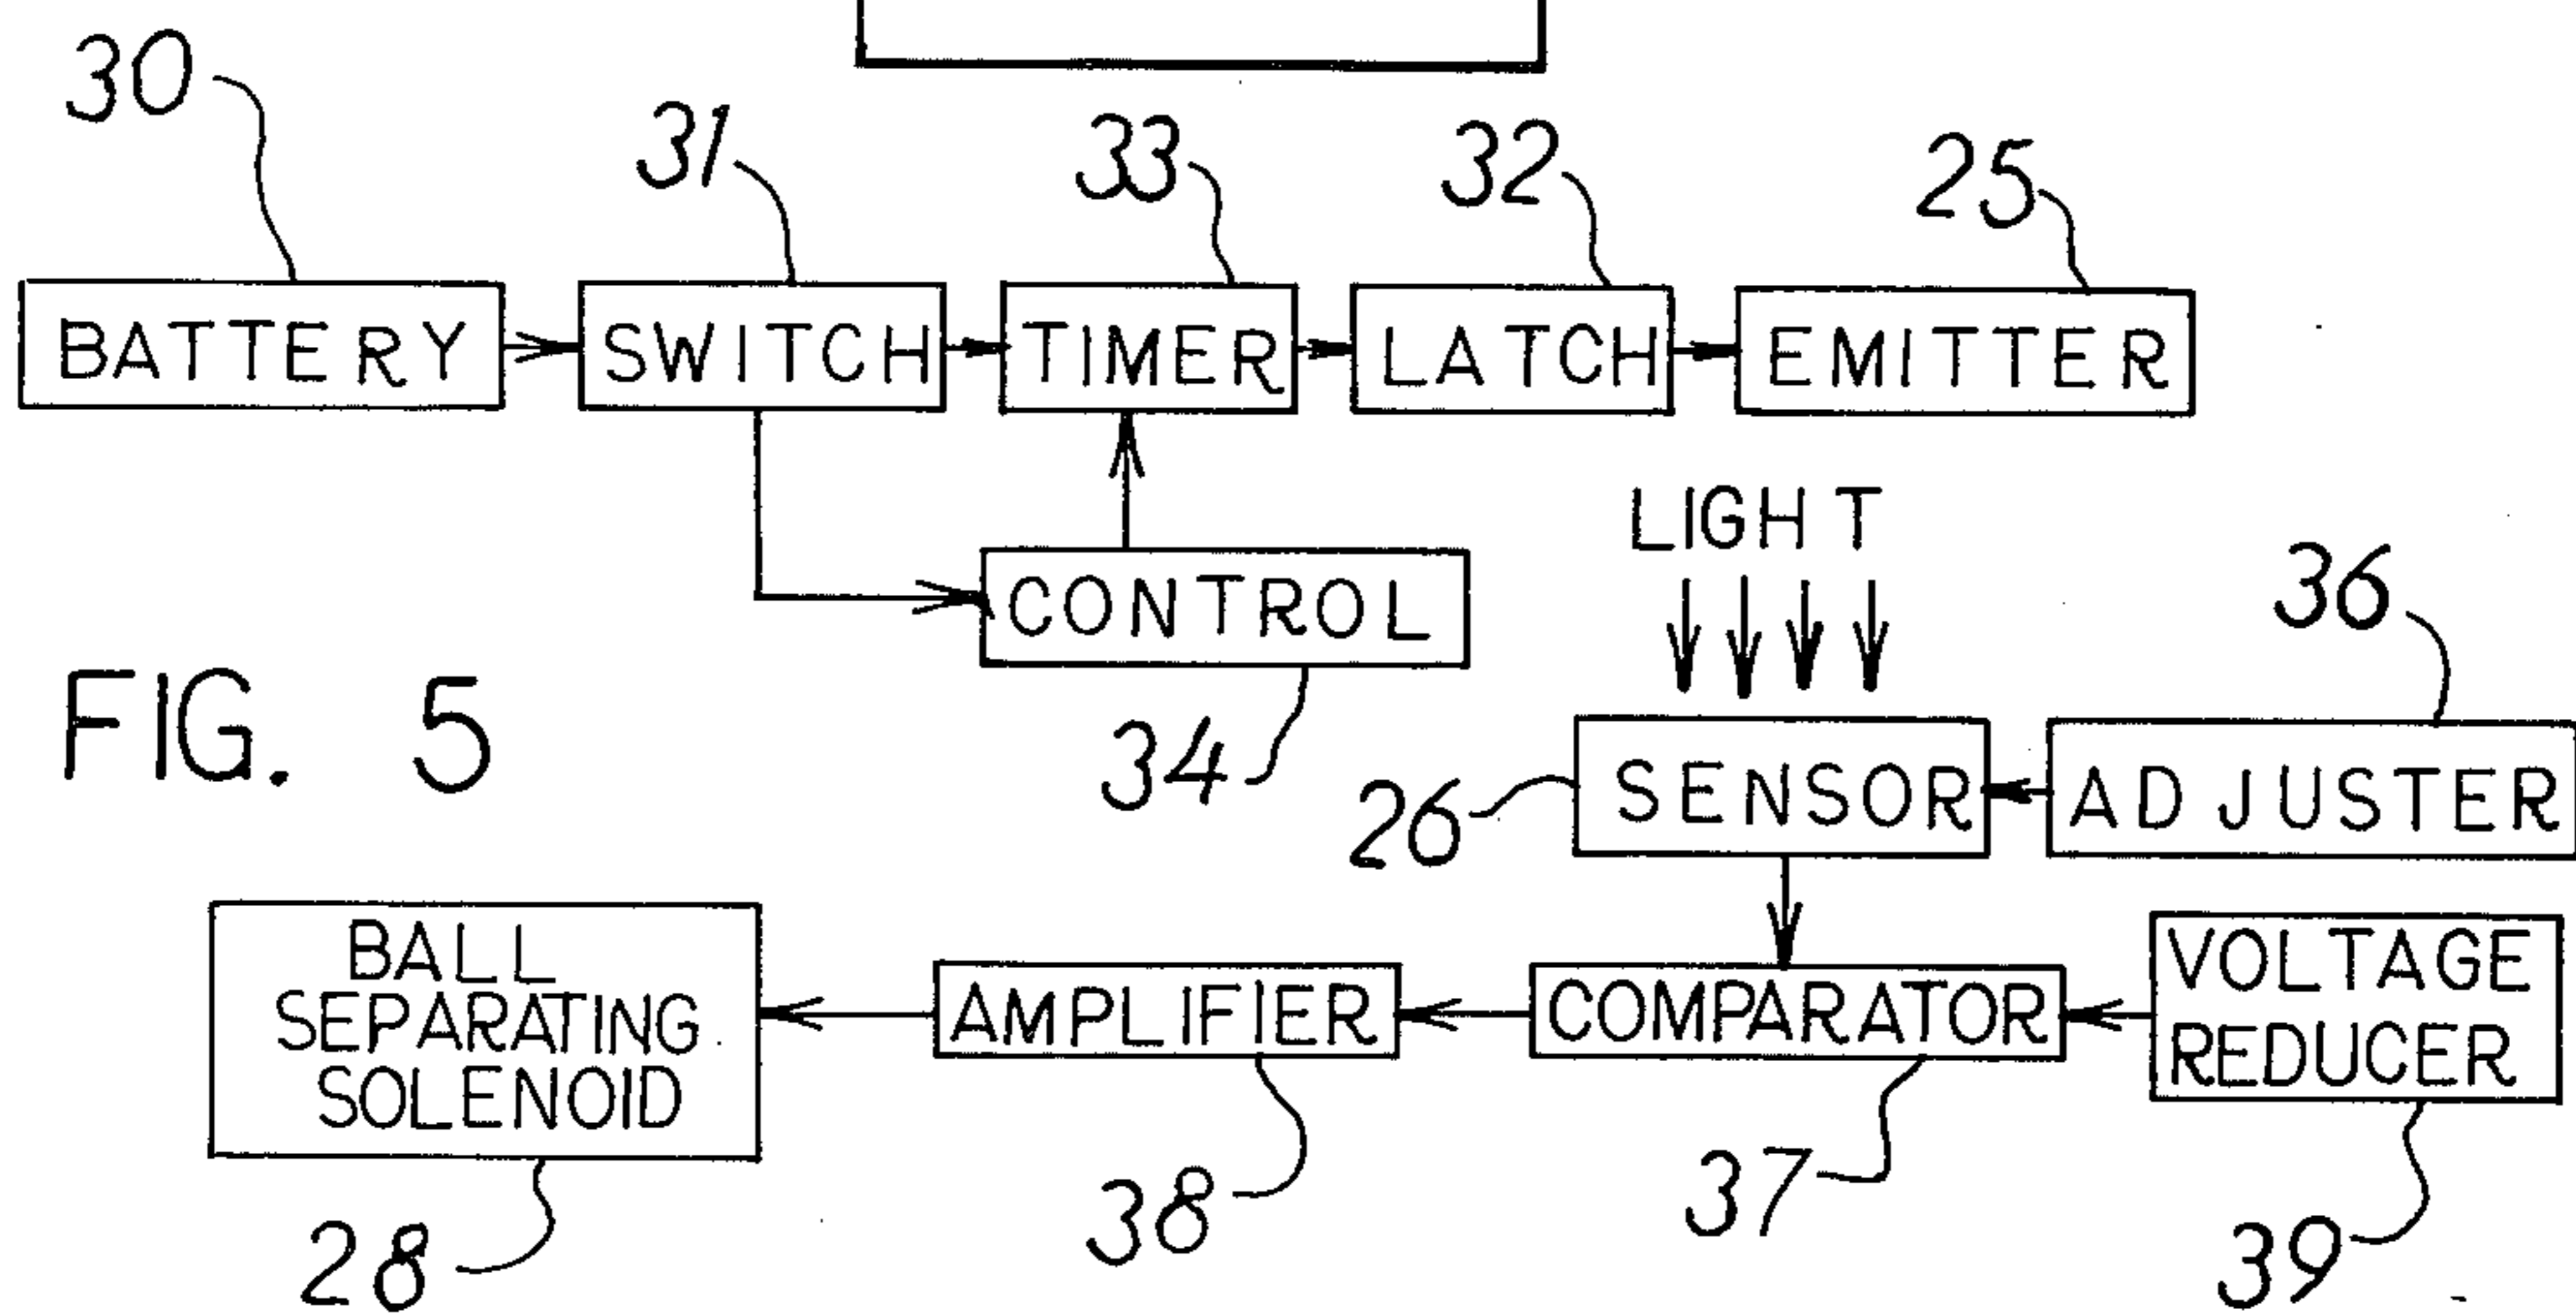 30
31
33
32
25
BATTERY
SWITCH
TIMER
LATCH
EMITTER
LIGHT
CONTROL
36
FIG. 5
34
26
SENSOR
ADJUSTER
BALL
SEPARATING
SOLENOID
AMPLIFIER
COMPARATOR
VOLTAGE
REDUCER
28
38
37
39